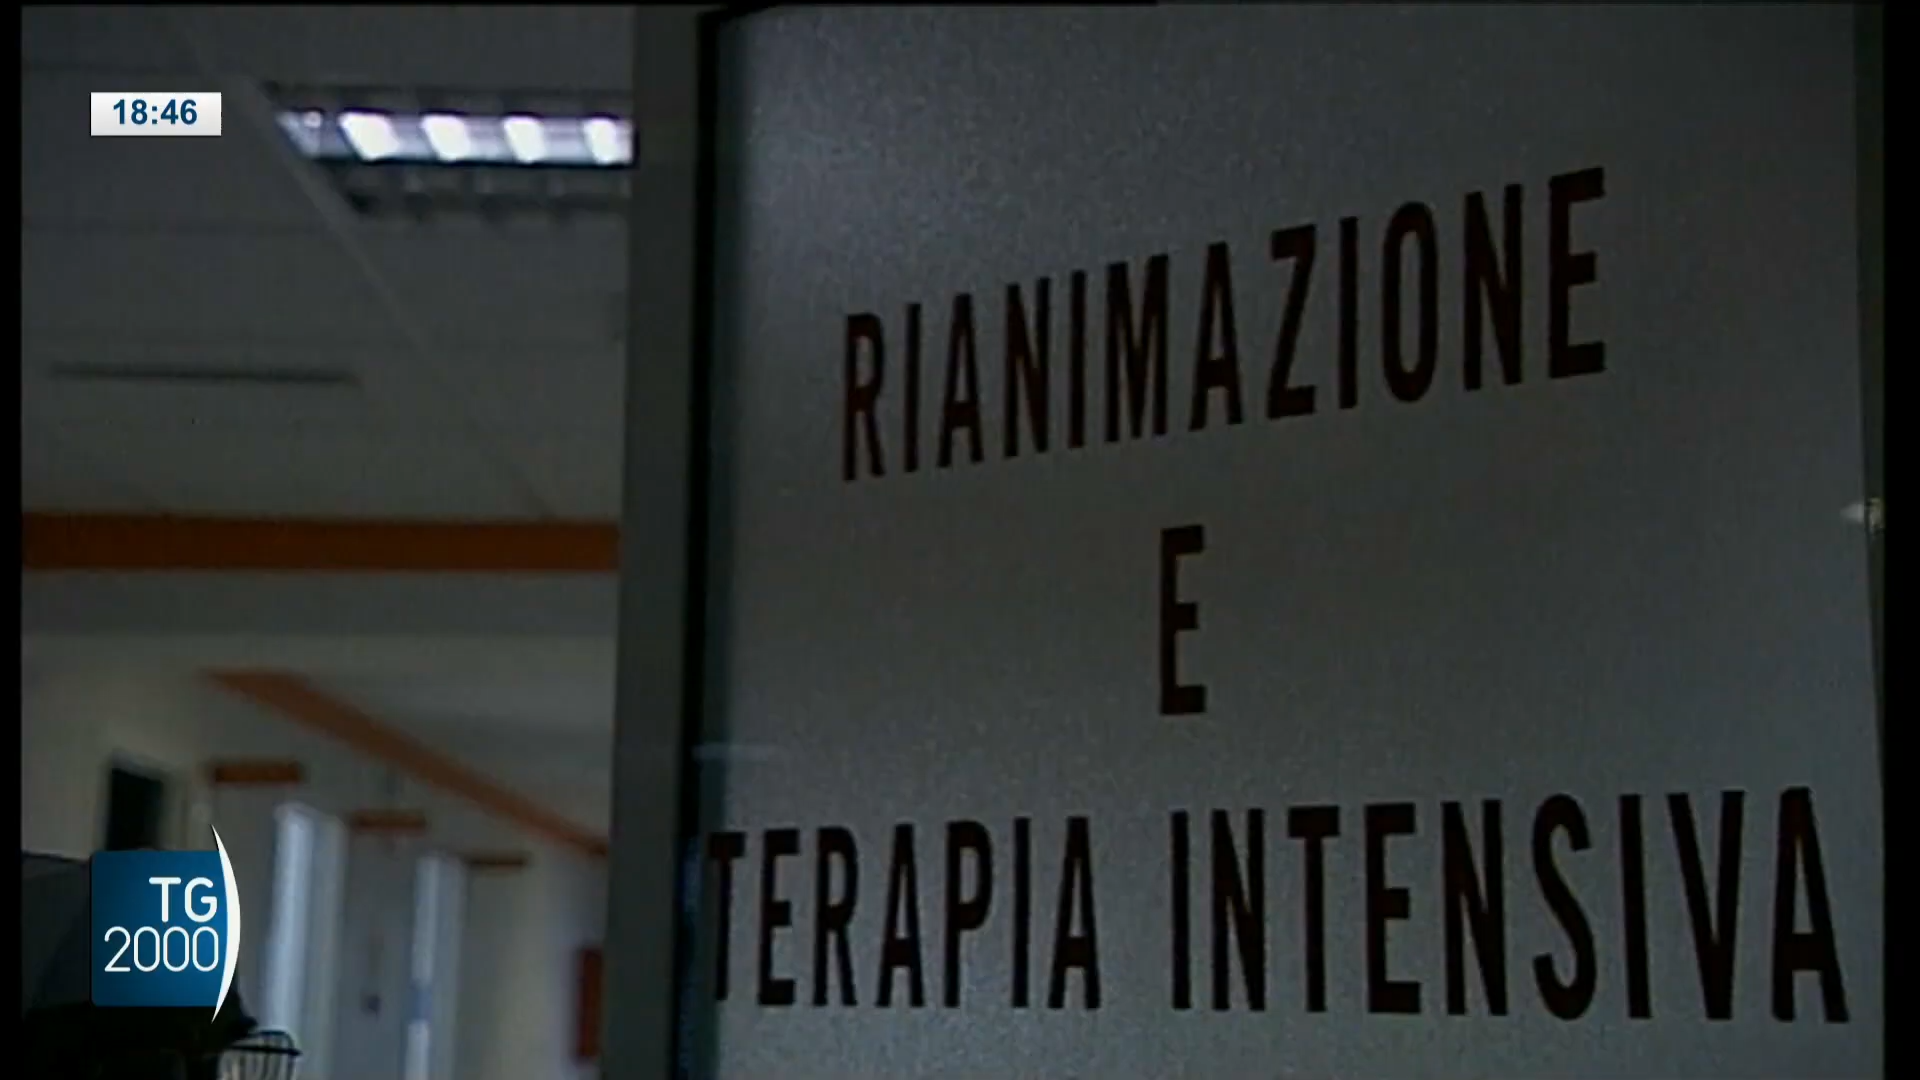 18:46
RIANIMAZIONE
E
TERAPIA INTENSIVA
TG
2000